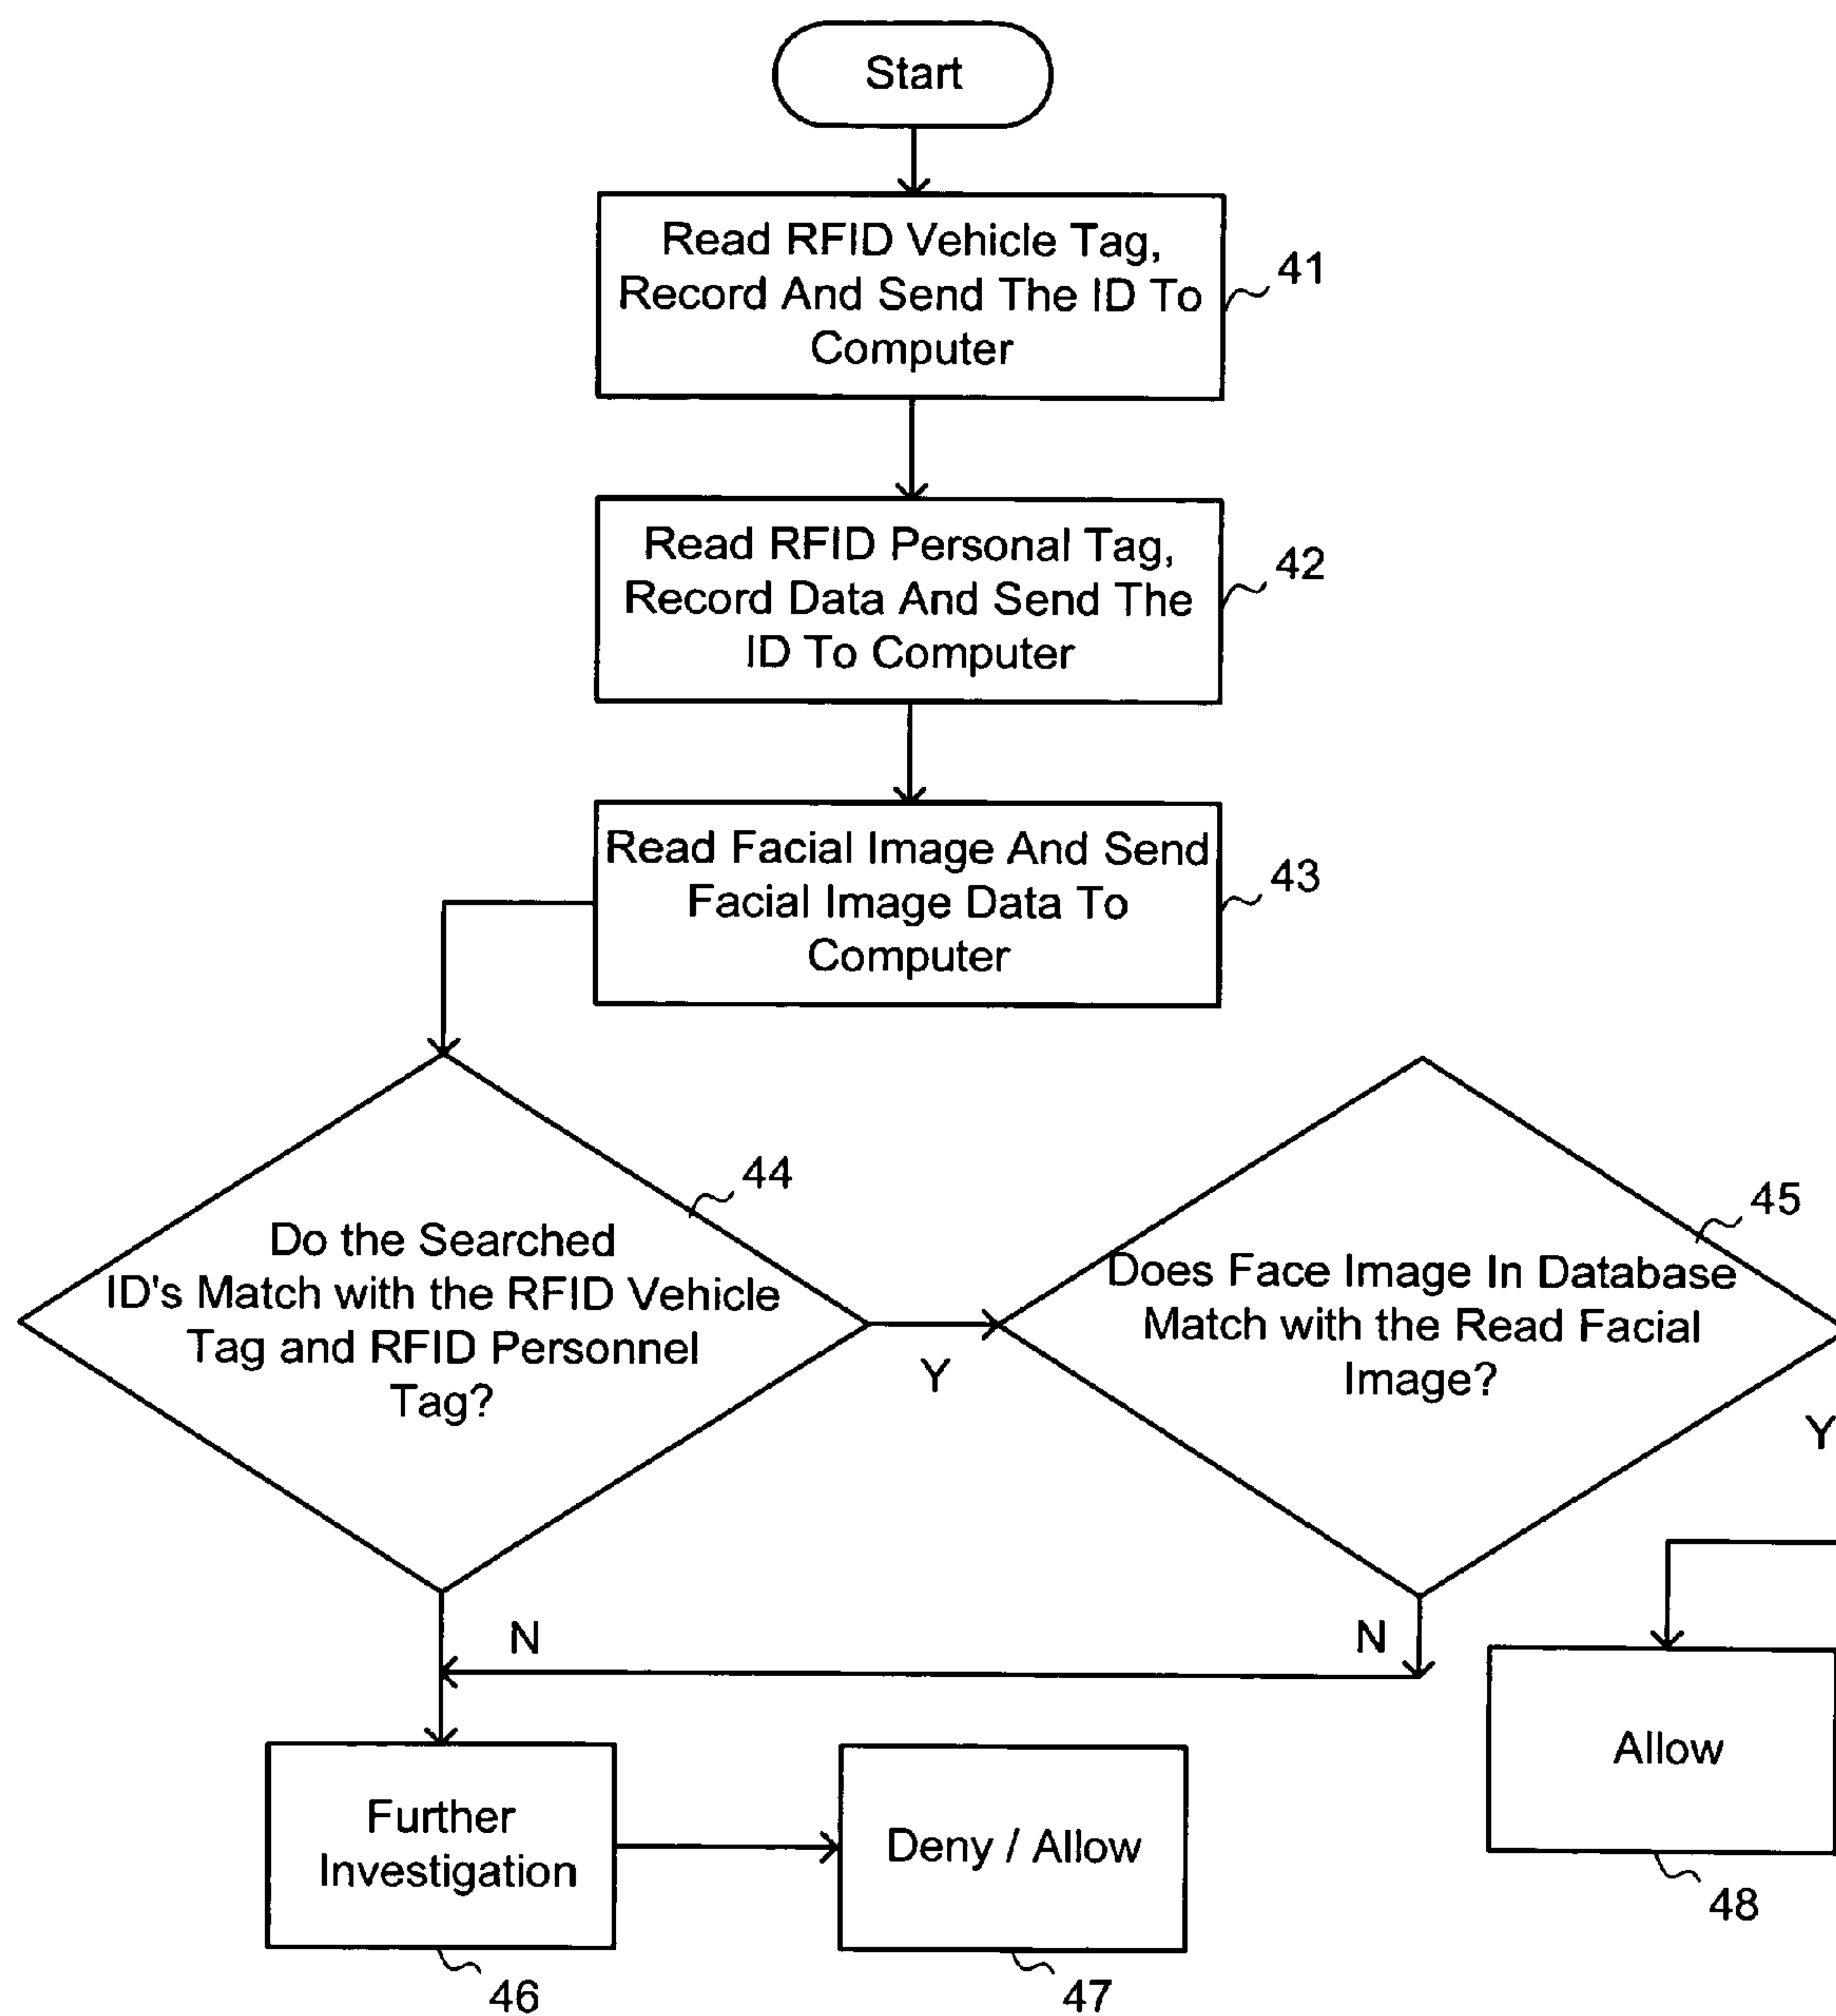 Start
Read RFID Vehicle Tag,
Record And Send The ID To
Computer
41
Read RFID Personal Tag,
Record Data And Send The
ID To Computer
42
Read Facial Image And Send
Facial Image Data To
Computer
43
44
Do the Searched
ID's Match with the RFID Vehicle
Tag and RFID Personnel
Tag?
Y
45
Does Face Image In Database
Match with the Read Facial
Image?
Y
N
N
Further
Investigation
46
Deny / Allow
47
Allow
48